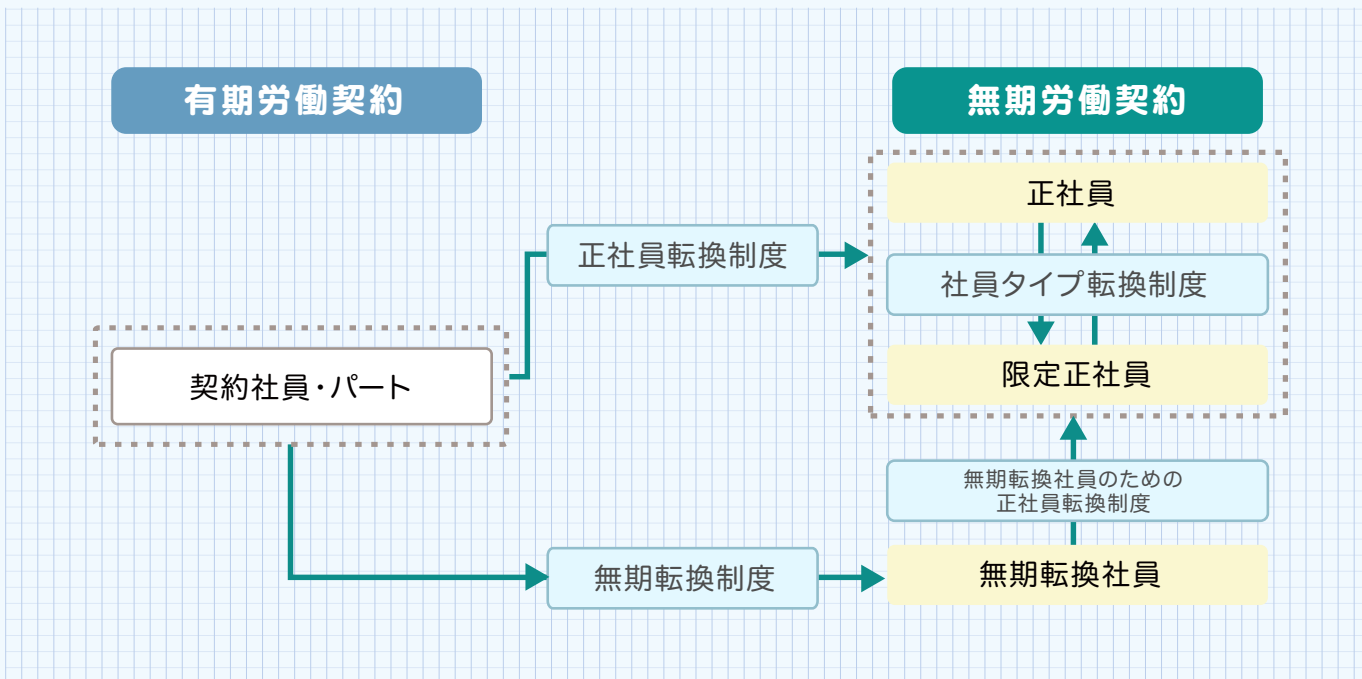 有期労働契約
無期労働契約
正社員
正社員転換制度
社員タイプ転換制度
契約社員・パート
限定正社員
無期転換社員のための
正社員転換制度
無期転換制度
無期転換社員